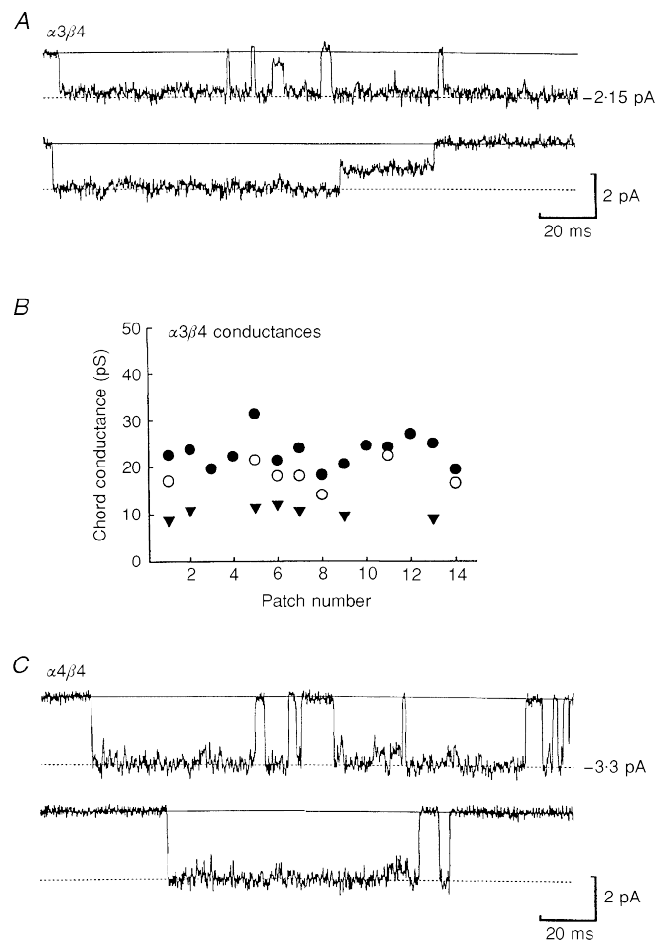 A
α3β4
−2·15 pA
2 pA
20 ms
B
α3β4 conductances
Chord conductance (pS)
50
40
30
20
10
0
2 4 6 8 10 12 14
Patch number
C
α4β4
−3·3 pA
2 pA
20 ms